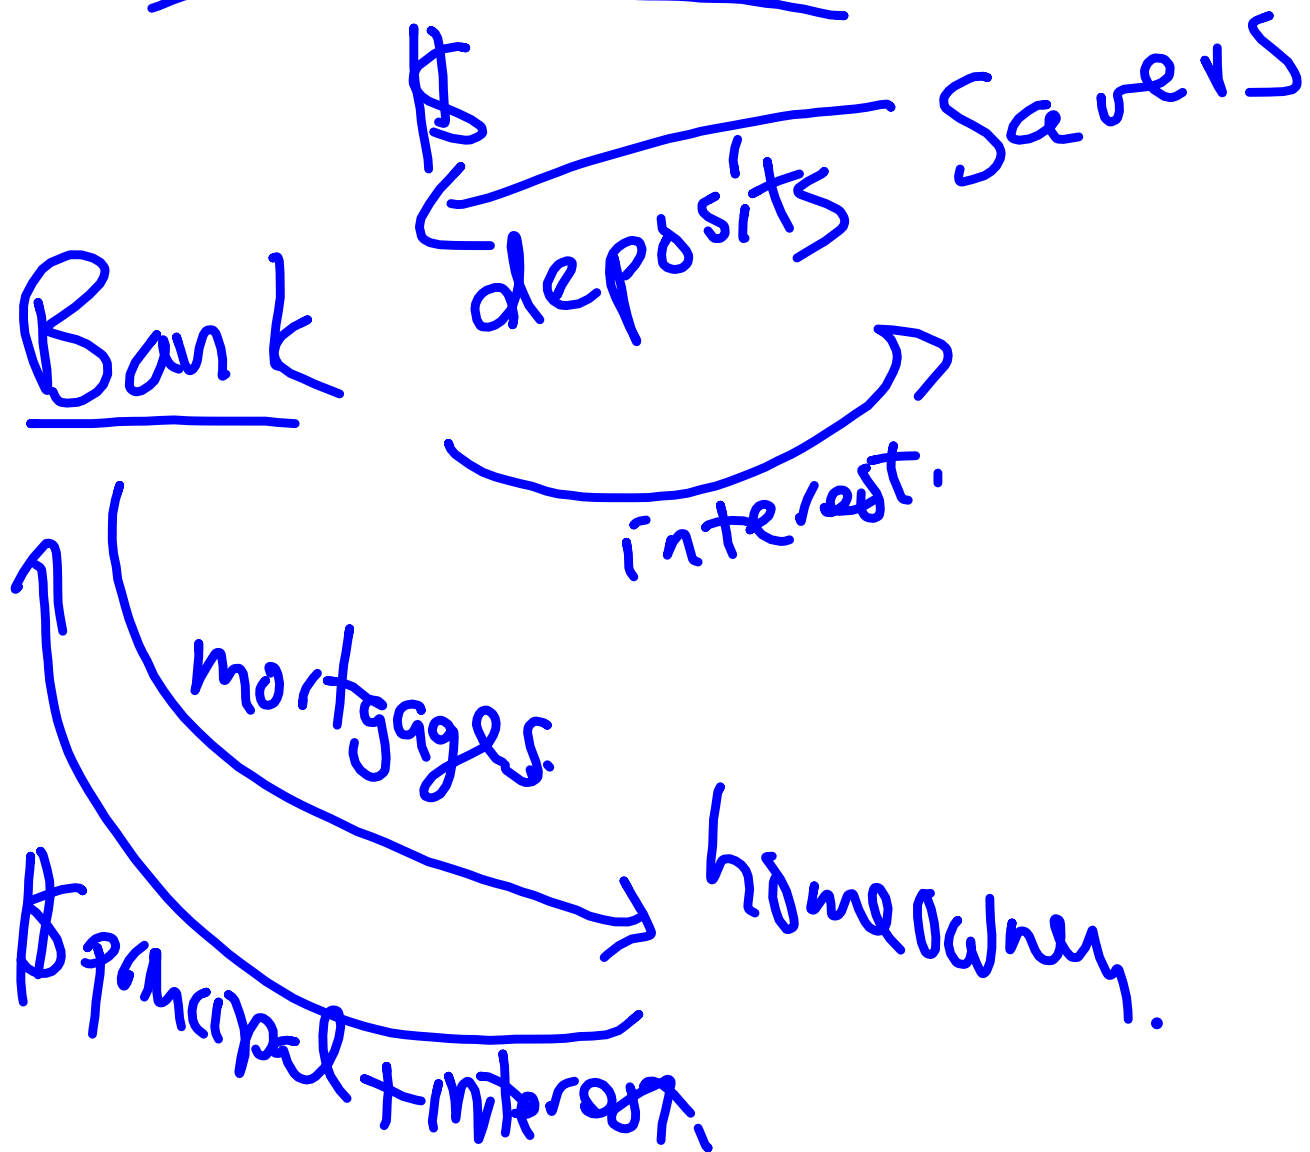 $
Savers
deposits
Bank
interest.
mortgages.
homeowner.
$ principal
+ interest.